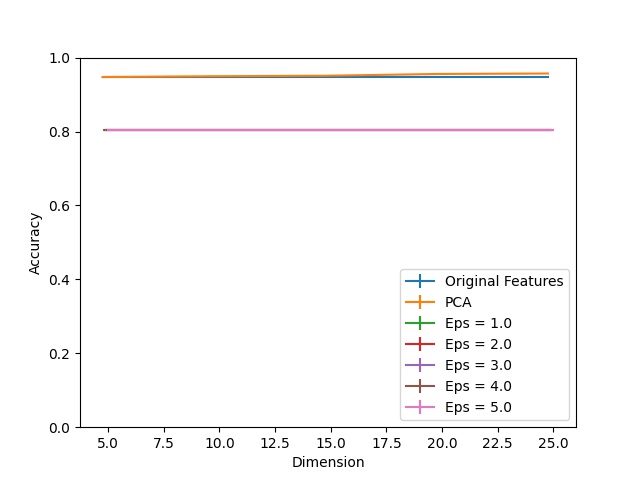 1.0
0.8
0.6
0.4
0.2
0.0
Accuracy
Original Features
PCA
Eps = 1.0
Eps = 2.0
Eps = 3.0
Eps = 4.0
Eps = 5.0
5.0 7.5 10.0 12.5 15.0 17.5 20.0 22.5 25.0
Dimension